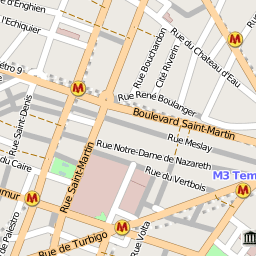 d'Enghien
l'Echiquier
Rue du Château d'Eau
Rue Bouchardon
Cité Riverin
étro 9
M
M
Rue René Boulanger
Boulevard Saint-Martin
Rue Saint-Denis
Rue Meslay
Rue Notre-Dame de Nazareth
Rue Saint-Martin
du Caire
Rue du Vertbois
M3 Tem
M
M
mur
M
de Palestro
Rue de Turbigo
Rue Volta